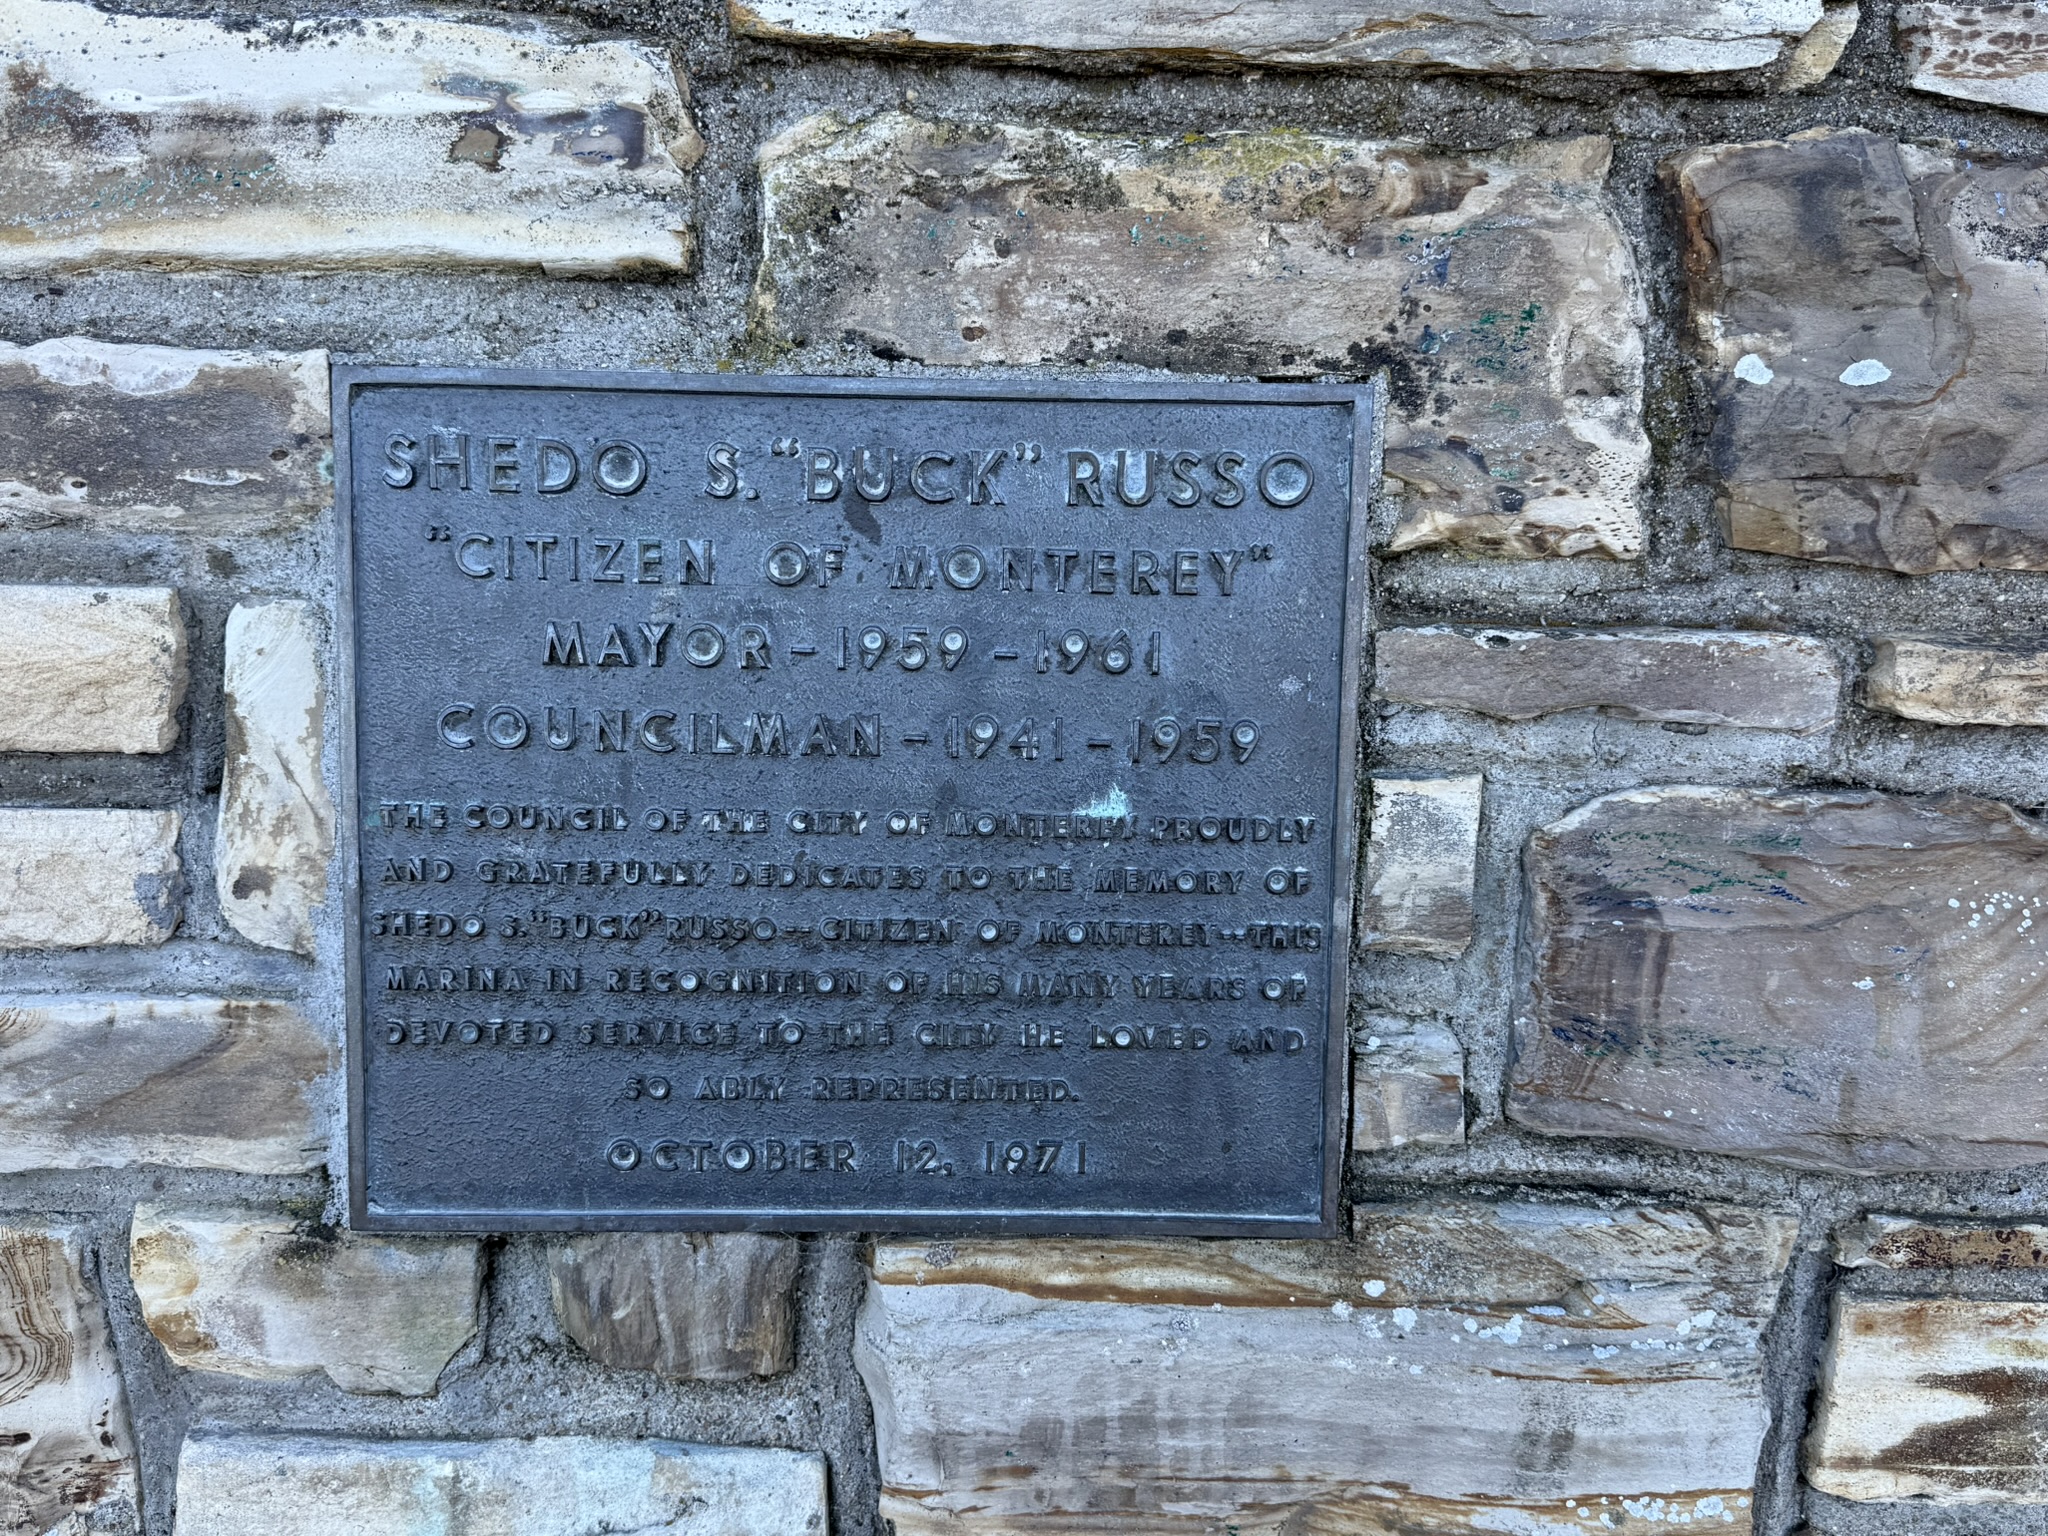 SHEDO S. “BUCK” RUSSO
“CITIZEN OF MONTEREY”
MAYOR – 1959 – 1961
COUNCILMAN – 1941 – 1959
THE COUNCIL OF THE CITY OF MONTEREY PROUDLY
AND GRATEFULLY DEDICATES TO THE MEMORY OF
SHEDO S. “BUCK” RUSSO--CITIZEN OF MONTEREY--THIS
MARINA IN RECOGNITION OF HIS MANY YEARS OF
DEVOTED SERVICE TO THE CITY HE LOVED AND
SO ABLY REPRESENTED.
OCTOBER 12, 1971